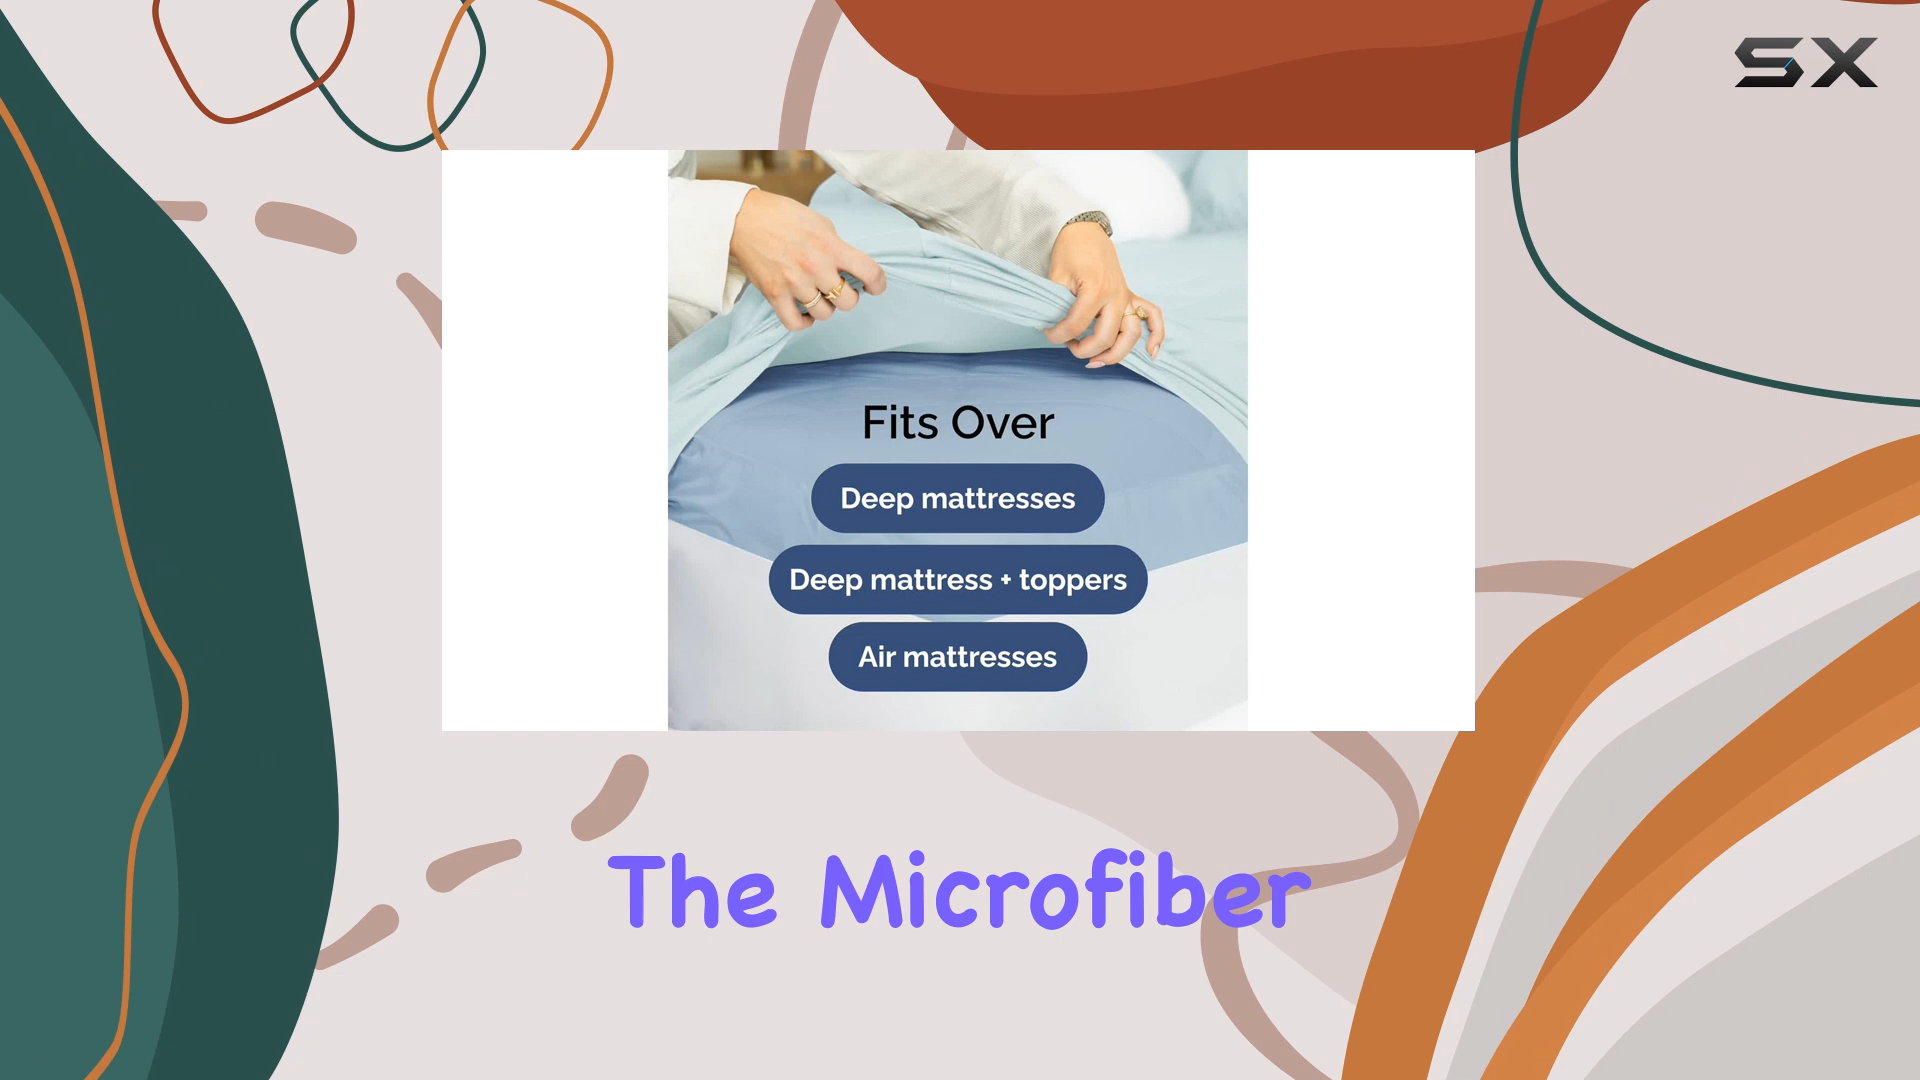 SX
Fits Over
Deep mattresses
Deep mattress + toppers
Air mattresses
The Microfiber